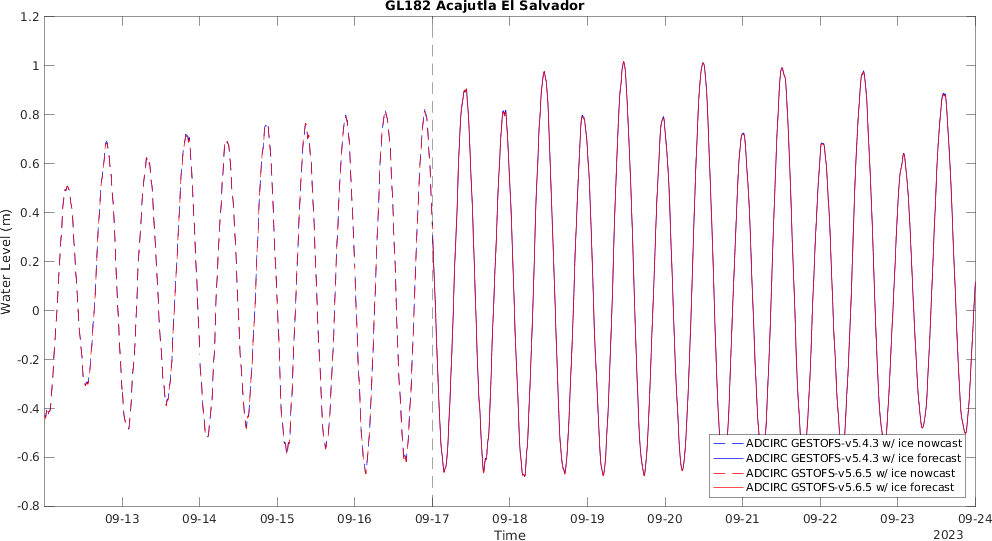 GL182 Acajutla El Salvador
1.2
1
0.8
0.6
0.4
0.2
0
-0.2
-0.4
-0.6
-0.8
Water Level (m)
ADCIRC GESTOFS-v5.4.3 w/ ice nowcast
ADCIRC GESTOFS-v5.4.3 w/ ice forecast
ADCIRC GSTOFS-v5.6.5 w/ ice nowcast
ADCIRC GSTOFS-v5.6.5 w/ ice forecast
09-13 09-14 09-15 09-16 09-17 09-18 09-19 09-20 09-21 09-22 09-23 09-24
Time 2023